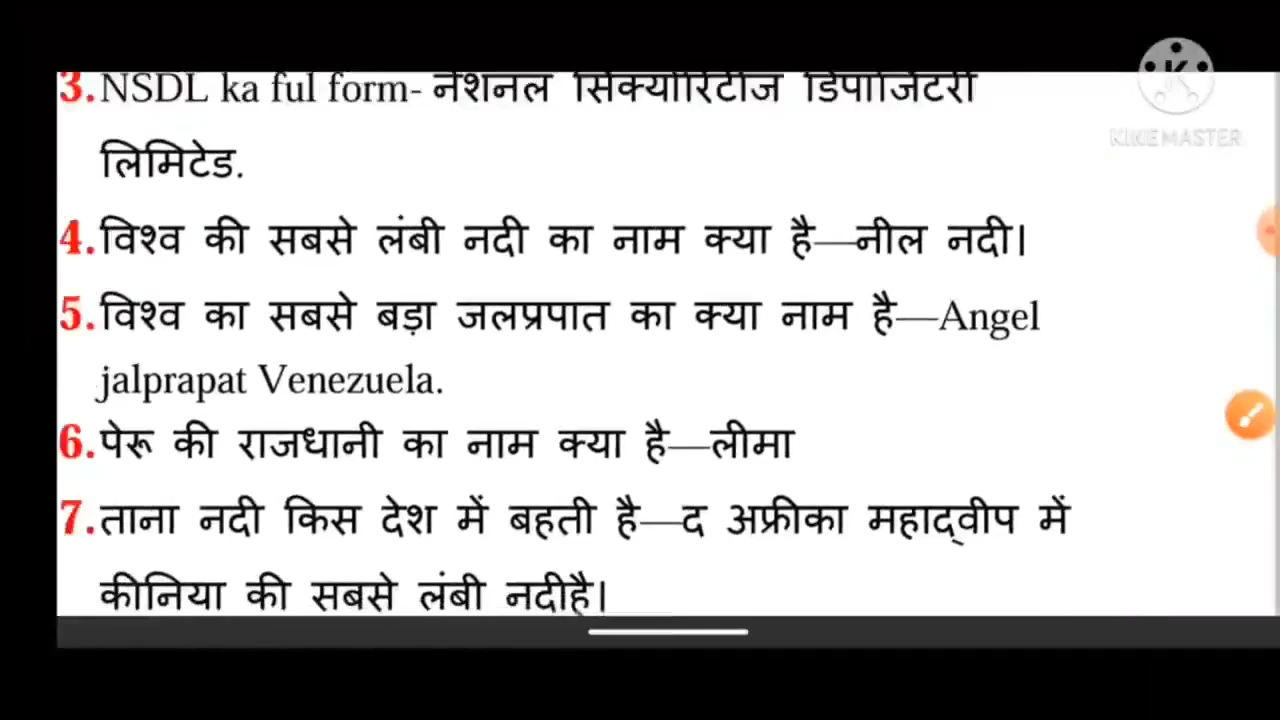 3. NSDL ka ful form- नेशनल सिक्योरिटीज डिपॉजिटरी
लिमिटेड.
4. विश्व की सबसे लंबी नदी का नाम क्या है—नील नदी।
5. विश्व का सबसे बड़ा जलप्रपात का क्या नाम है—Angel
jalprapat Venezuela.
6. पेरू की राजधानी का नाम क्या है—लीमा
7. ताना नदी किस देश में बहती है—द अफ्रीका महाद्वीप में
कीनिया की सबसे लंबी नदीहै।
KINEMASTER